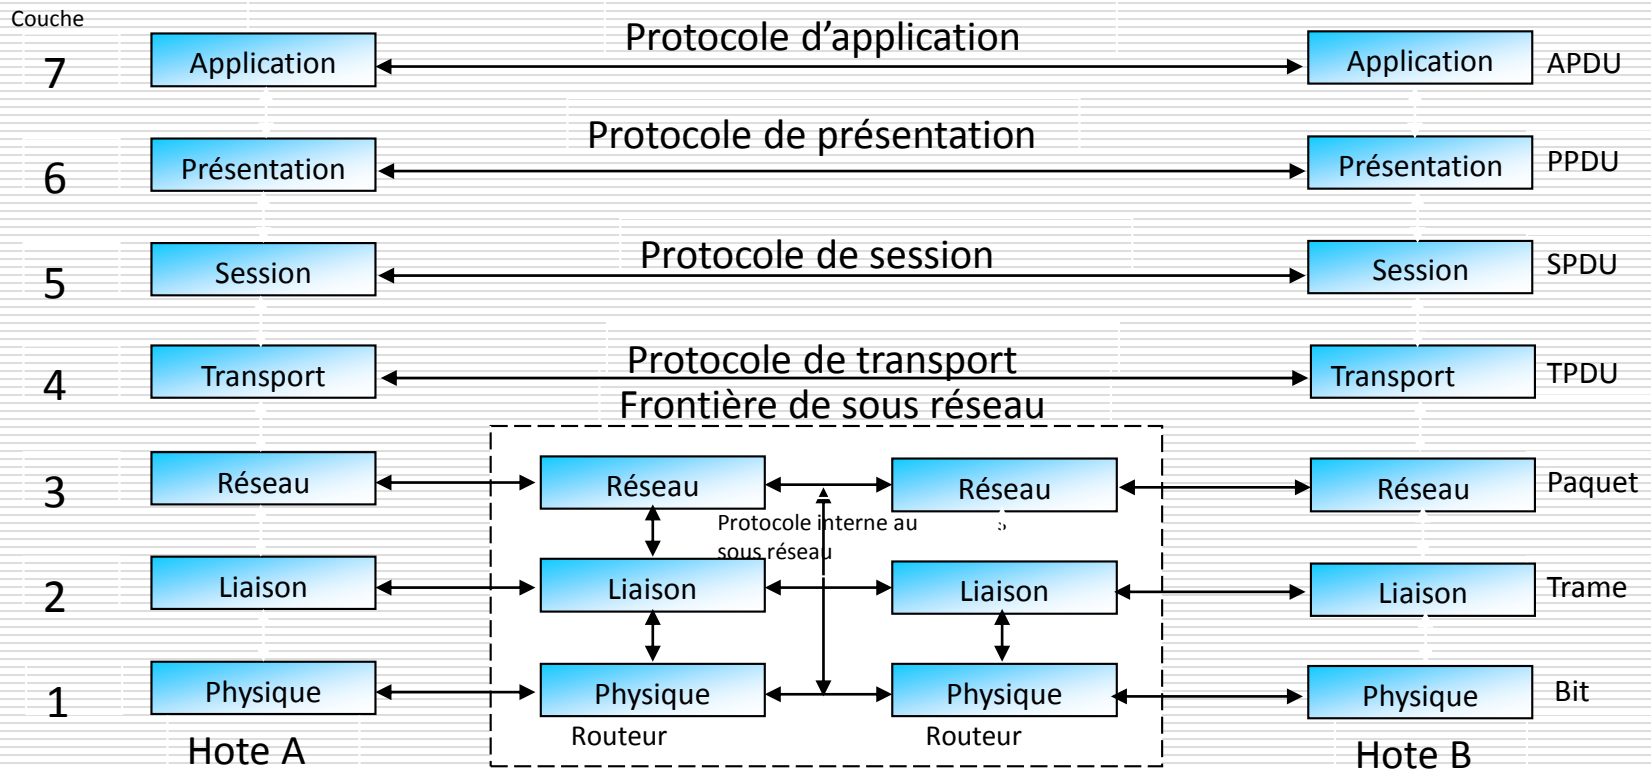 Couche
7
Application
Protocole d'application
Application
APDU
6
Présentation
Protocole de présentation
Présentation
PPDU
5
Session
Protocole de session
Session
SPDU
4
Transport
Protocole de transport
Transport
TPDU
Frontière de sous réseau
3
Réseau
Réseau
Réseau
Réseau
Paquet
Protocole interne au
sous réseau
2
Liaison
Liaison
Liaison
Liaison
Trame
1
Physique
Physique
Physique
Physique
Bit
Hote A
Routeur
Routeur
Hote B